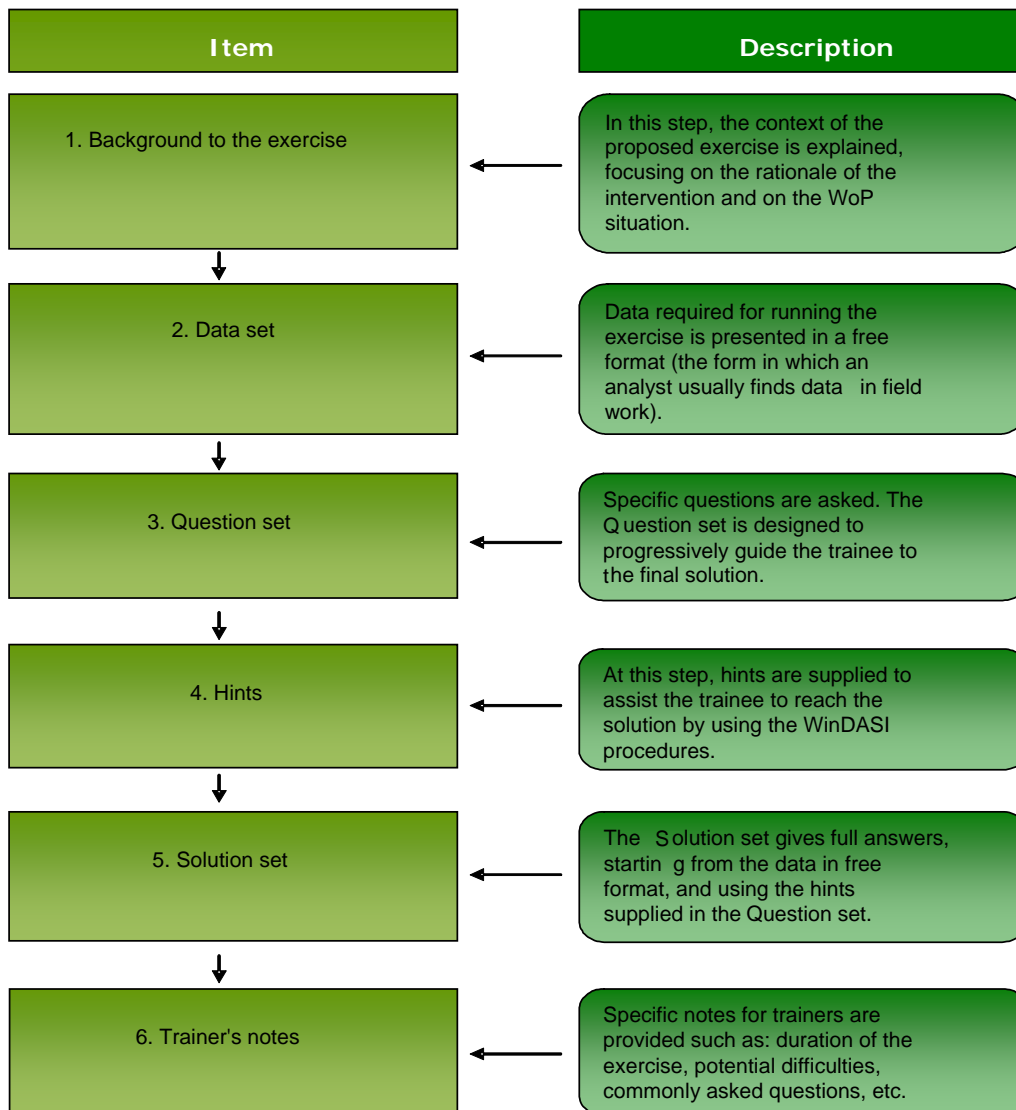 Item
Description
1. Background to the exercise
In this step, the context of the
proposed exercise is explained,
focusing on the rationale of the
intervention and on the WoP
situation.
2. Data set
Data required for running the
exercise is presented in a free
format (the form in which an
analyst usually finds data in field
work).
3. Question set
Specific questions are asked. The
Question set is designed to
progressively guide the trainee to
the final solution.
4. Hints
At this step, hints are supplied to
assist the trainee to reach the
solution by using the WinDASI
procedures.
5. Solution set
The Solution set gives full answers,
starting from the data in free
format, and using the hints
supplied in the Question set.
6. Trainer's notes
Specific notes for trainers are
provided such as: duration of the
exercise, potential difficulties,
commonly asked questions, etc.